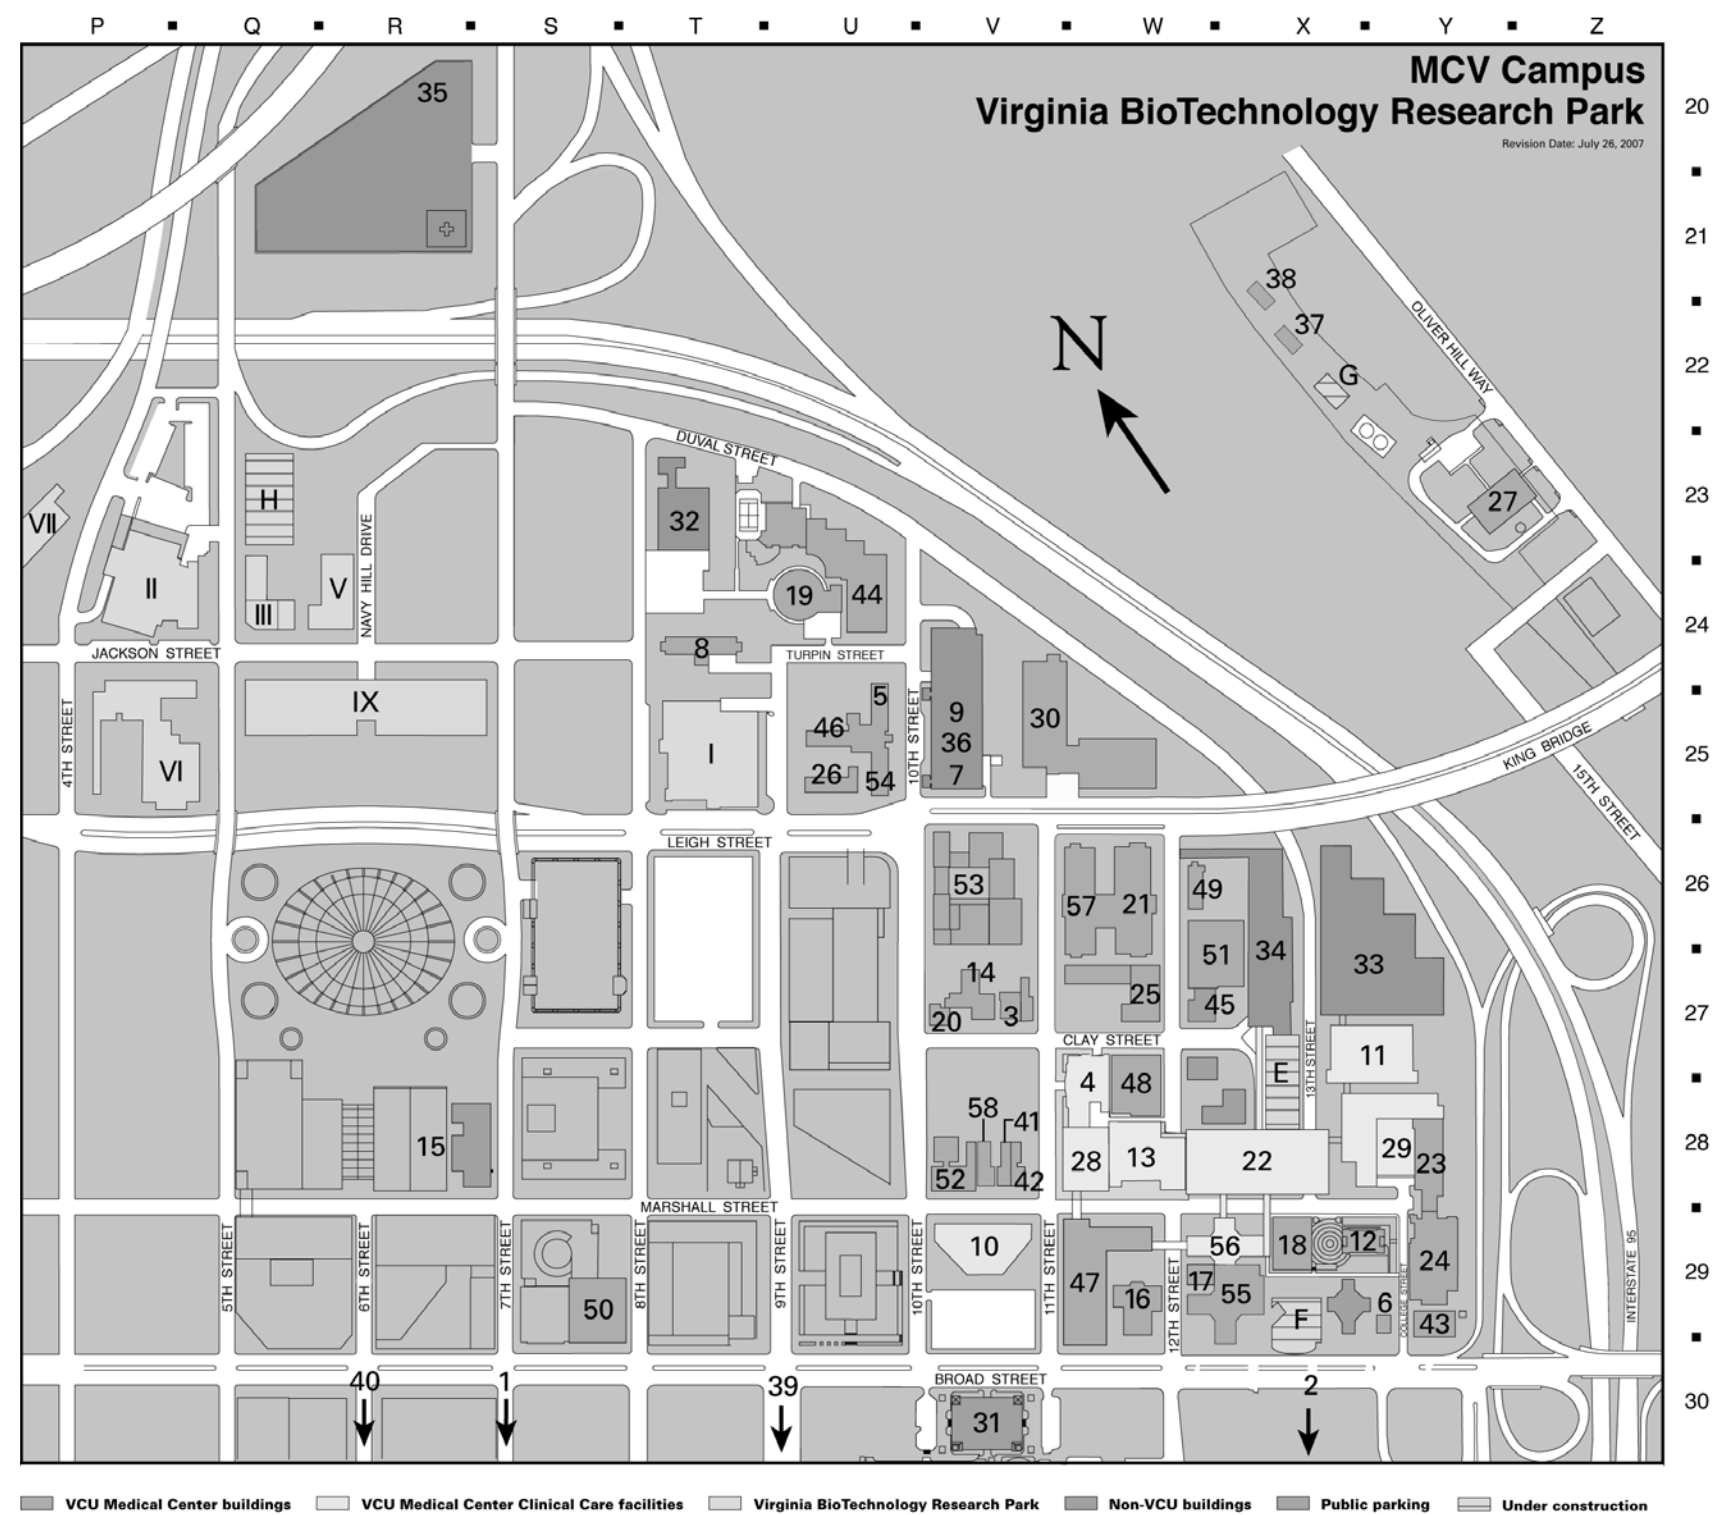 P Q R S T U V W X Y Z
MCV Campus
Virginia BioTechnology Research Park
Revision Date: July 26, 2007
20
21
22
23
24
25
26
27
28
29
30
35
38
37
G
OLIVER HILL WAY
N
27
DUVAL STREET
VII
H
32
II
III
V
NAVY HILL DRIVE
19
44
8
JACKSON STREET
TURPIN STREET
4TH STREET
IX
VI
I
5
46
26
54
10TH STREET
9
36
7
30
KING BRIDGE
15TH STREET
LEIGH STREET
53
57
21
49
51
34
33
14
20
3
25
45
CLAY STREET
4
48
E
13TH STREET
11
15
58
41
52
42
28
13
22
29
23
MARSHALL STREET
5TH STREET
6TH STREET
7TH STREET
50
8TH STREET
9TH STREET
10TH STREET
10
11TH STREET
47
16
12TH STREET
56
17
55
18
12
F
6
COLLEGE STREET
24
43
INTERSTATE 95
BROAD STREET
40
1
39
31
2
VCU Medical Center buildings
VCU Medical Center Clinical Care facilities
Virginia BioTechnology Research Park
Non-VCU buildings
Public parking
Under construction